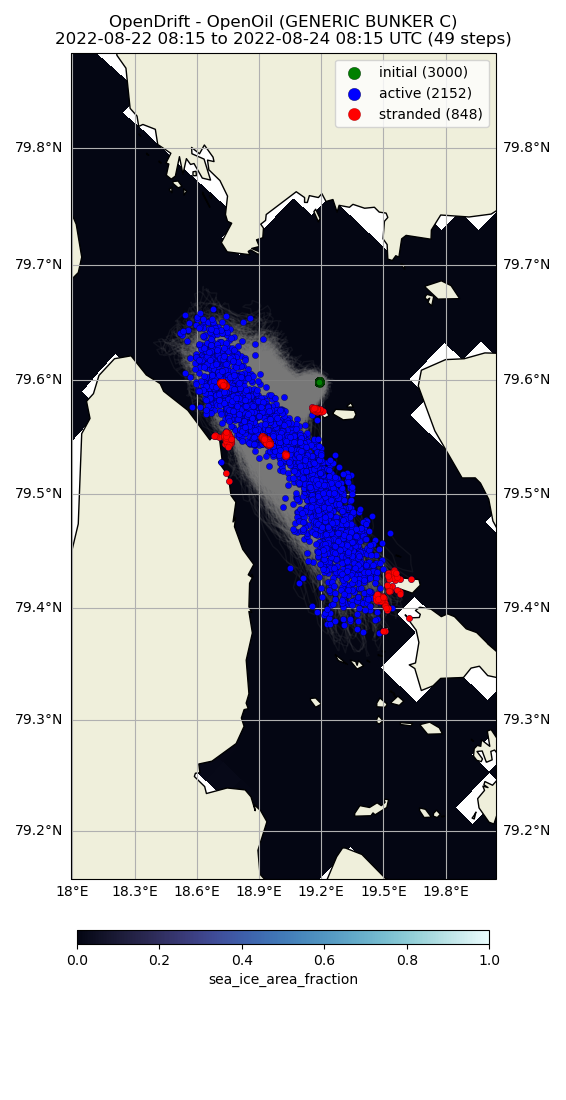 OpenDrift - OpenOil (GENERIC BUNKER C)
2022-08-22 08:15 to 2022-08-24 08:15 UTC (49 steps)
initial (3000)
active (2152)
stranded (848)
79.8°N 79.8°N
79.7°N 79.7°N
79.6°N 79.6°N
79.5°N 79.5°N
79.4°N 79.4°N
79.3°N 79.3°N
79.2°N 79.2°N
18°E 18.3°E 18.6°E 18.9°E 19.2°E 19.5°E 19.8°E
0.0 0.2 0.4 0.6 0.8 1.0
sea_ice_area_fraction